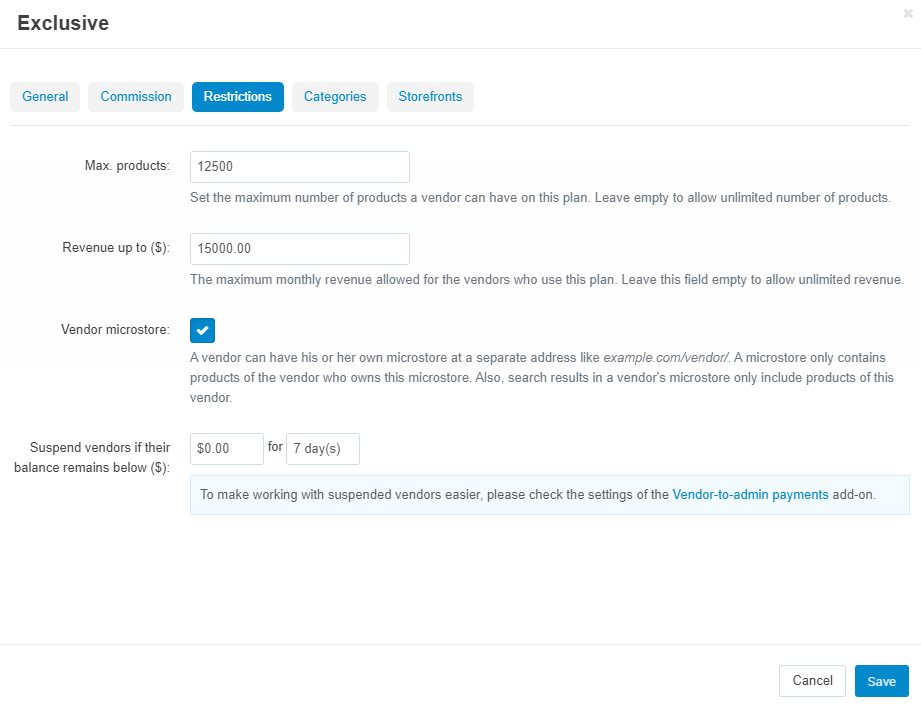 Exclusive
General Commission Restrictions Categories Storefronts
Max. products: 12500
Set the maximum number of products a vendor can have on this plan. Leave empty to allow unlimited number of products.
Revenue up to ($): 15000.00
The maximum monthly revenue allowed for the vendors who use this plan. Leave this field empty to allow unlimited revenue.
Vendor microstore:
A vendor can have his or her own microstore at a separate address like example.com/vendor/. A microstore only contains
products of the vendor who owns this microstore. Also, search results in a vendor's microstore only include products of this
vendor.
Suspend vendors if their
balance remains below ($):
$0.00 for 7 day(s)
To make working with suspended vendors easier, please check the settings of the Vendor-to-admin payments add-on.
Cancel Save